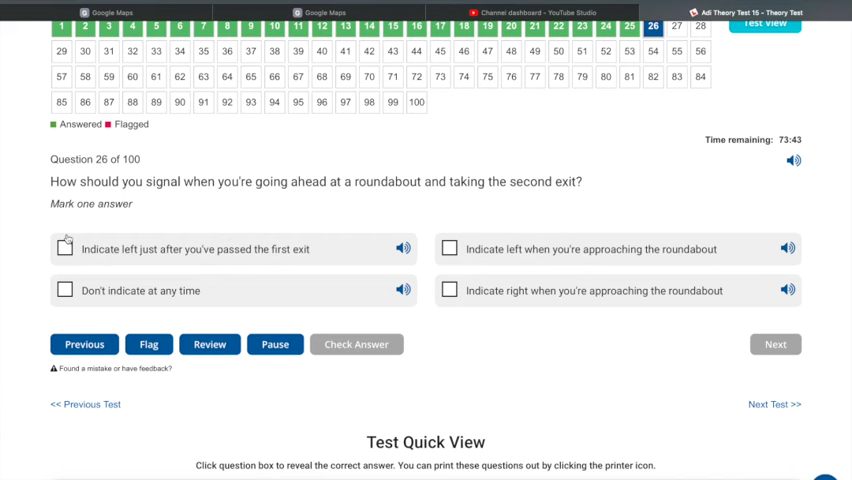 Google Maps Google Maps Channel dashboard - YouTube Studio Adi Theory Test 15 - Theory Test
1 2 3 4 5 6 7 8 9 10 11 12 13 14 15 16 17 18 19 20 21 22 23 24 25 26 27 28
Test View
29 30 31 32 33 34 35 36 37 38 39 40 41 42 43 44 45 46 47 48 49 50 51 52 53 54 55 56
57 58 59 60 61 62 63 64 65 66 67 68 69 70 71 72 73 74 75 76 77 78 79 80 81 82 83 84
85 86 87 88 89 90 91 92 93 94 95 96 97 98 99 100
Answered Flagged
Time remaining: 73:43
Question 26 of 100
How should you signal when you're going ahead at a roundabout and taking the second exit?
Mark one answer
Indicate left just after you've passed the first exit
Indicate left when you're approaching the roundabout
Don't indicate at any time
Indicate right when you're approaching the roundabout
Previous Flag Review Pause Check Answer Next
Found a mistake or have feedback?
<< Previous Test Next Test >>
Test Quick View
Click question box to reveal the correct answer. You can print these questions out by clicking the printer icon.